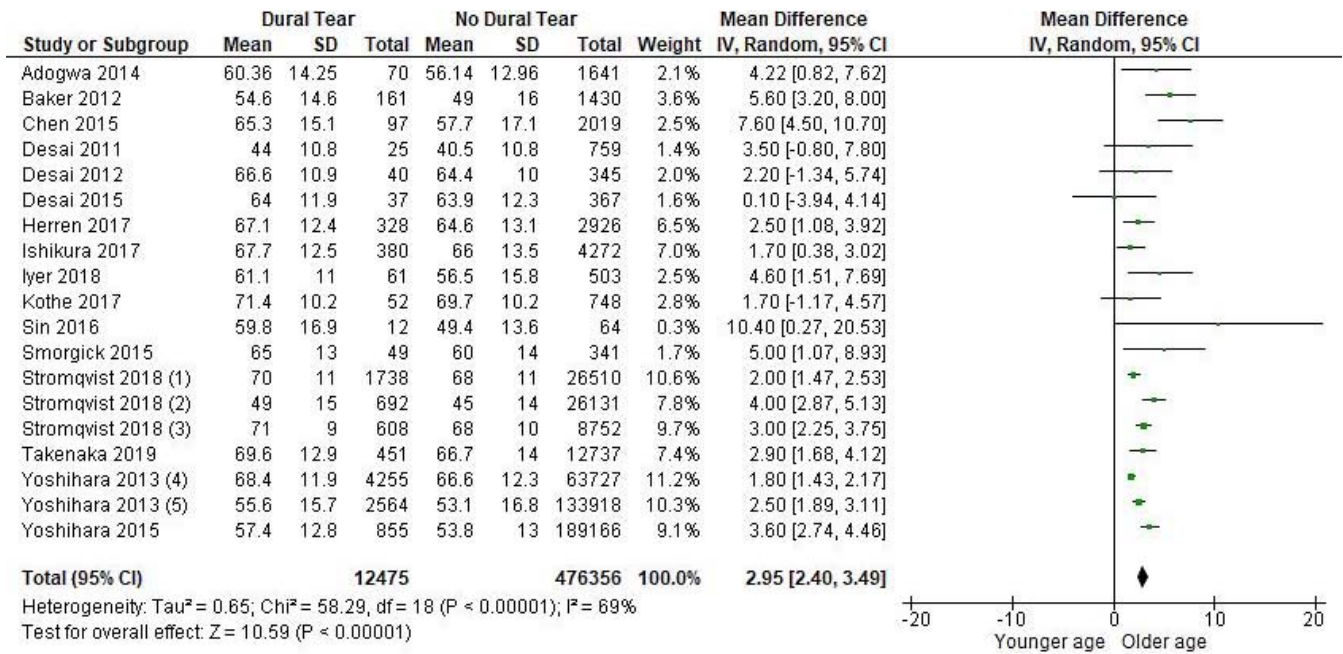 Dural Tear No Dural Tear Mean Difference Mean Difference
Study or Subgroup Mean SD Total Mean SD Total Weight IV, Random, 95% CI IV, Random, 95% CI
Adogwa 2014 60.36 14.25 70 56.14 12.96 1641 2.1% 4.22 [0.82, 7.62]
Baker 2012 54.6 14.6 161 49 16 1430 3.6% 5.60 [3.20, 8.00]
Chen 2015 65.3 15.1 97 57.7 17.1 2019 2.5% 7.60 [4.50, 10.70]
Desai 2011 44 10.8 25 40.5 10.8 759 1.4% 3.50 [-0.80, 7.80]
Desai 2012 66.6 10.9 40 64.4 10 345 2.0% 2.20 [-1.34, 5.74]
Desai 2015 64 11.9 37 63.9 12.3 367 1.6% 0.10 [-3.94, 4.14]
Herren 2017 67.1 12.4 328 64.6 13.1 2926 6.5% 2.50 [1.08, 3.92]
Ishikura 2017 67.7 12.5 380 66 13.5 4272 7.0% 1.70 [0.38, 3.02]
Iyer 2018 61.1 11 61 56.5 15.8 503 2.5% 4.60 [1.51, 7.69]
Kothe 2017 71.4 10.2 52 69.7 10.2 748 2.8% 1.70 [-1.17, 4.57]
Sin 2016 59.8 16.9 12 49.4 13.6 64 0.3% 10.40 [0.27, 20.53]
Smorgick 2015 65 13 49 60 14 341 1.7% 5.00 [1.07, 8.93]
Stromqvist 2018 (1) 70 11 1738 68 11 26510 10.6% 2.00 [1.47, 2.53]
Stromqvist 2018 (2) 49 15 692 45 14 26131 7.8% 4.00 [2.87, 5.13]
Stromqvist 2018 (3) 71 9 608 68 10 8752 9.7% 3.00 [2.25, 3.75]
Takenaka 2019 69.6 12.9 451 66.7 14 12737 7.4% 2.90 [1.68, 4.12]
Yoshihara 2013 (4) 68.4 11.9 4255 66.6 12.3 63727 11.2% 1.80 [1.43, 2.17]
Yoshihara 2013 (5) 55.6 15.7 2564 53.1 16.8 133918 10.3% 2.50 [1.89, 3.11]
Yoshihara 2015 57.4 12.8 855 53.8 13 189166 9.1% 3.60 [2.74, 4.46]
Total (95% CI) 12475 476356 100.0% 2.95 [2.40, 3.49]
Heterogeneity: Tau² = 0.65; Chi² = 58.29, df = 18 (P < 0.00001); I² = 69%
Test for overall effect: Z = 10.59 (P < 0.00001)
-20 -10 0 10 20
Younger age Older age